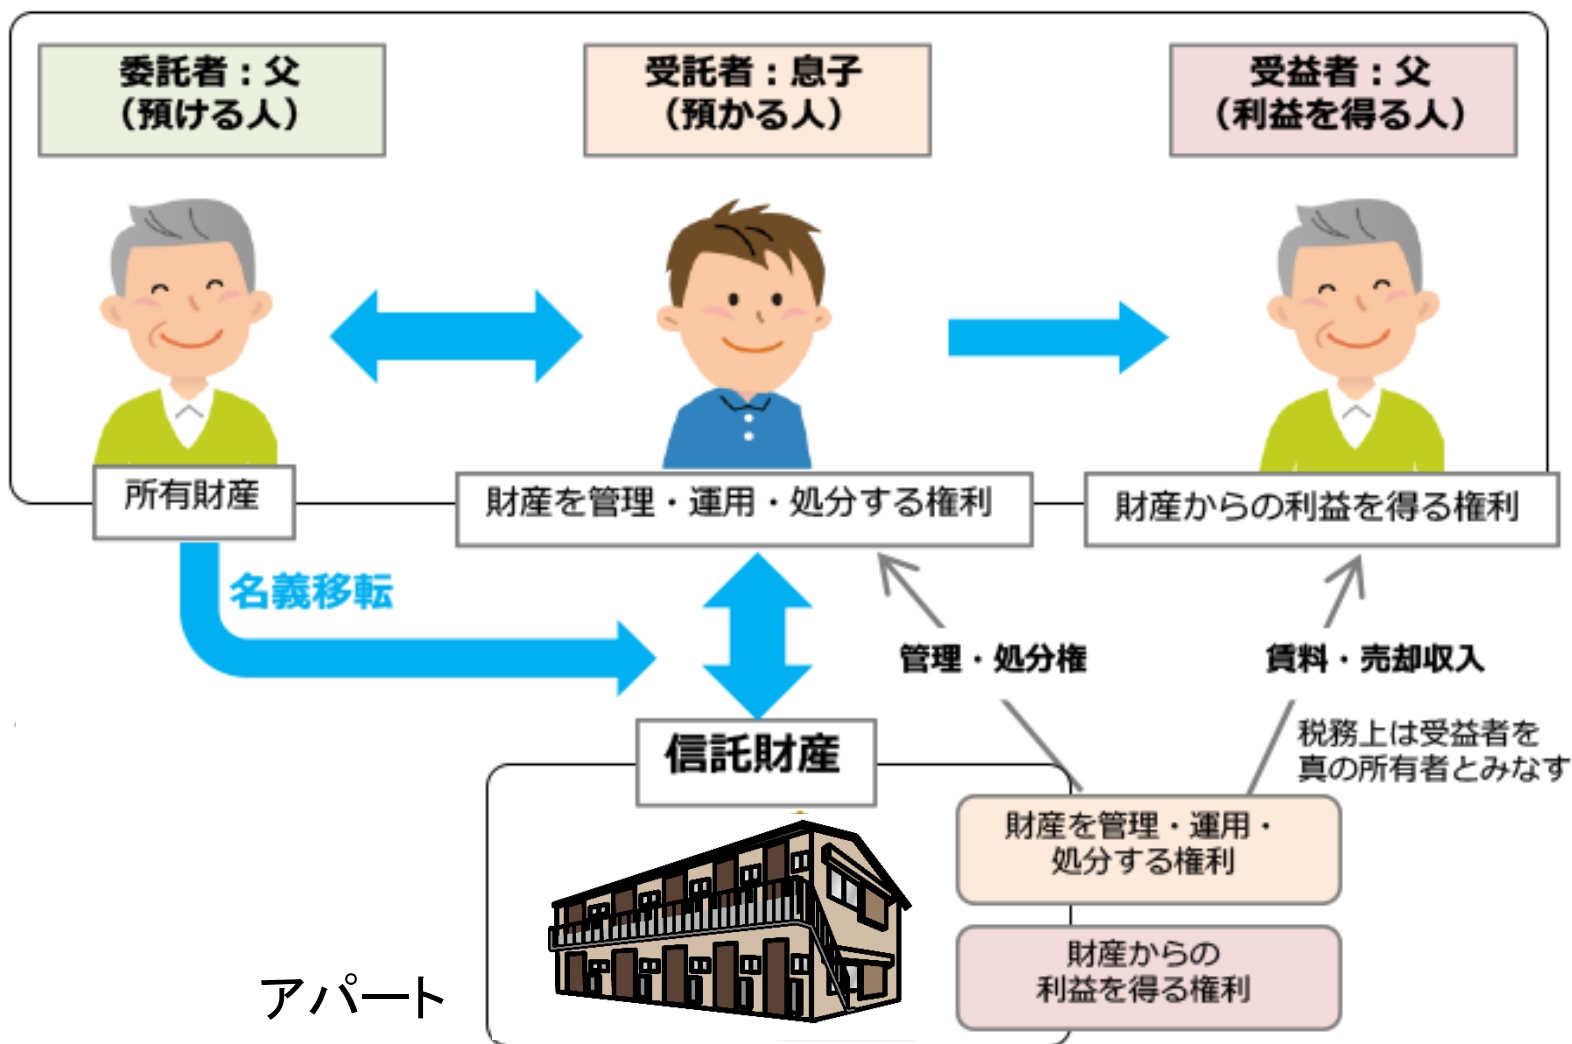 委託者：父
（預ける人）
受託者：息子
（預かる人）
受益者：父
（利益を得る人）
所有財産
財産を管理・運用・処分する権利
財産からの利益を得る権利
名義移転
管理・処分権
賃料・売却収入
税務上は受益者を
真の所有者とみなす
信託財産
財産を管理・運用・
処分する権利
財産からの
利益を得る権利
アパート